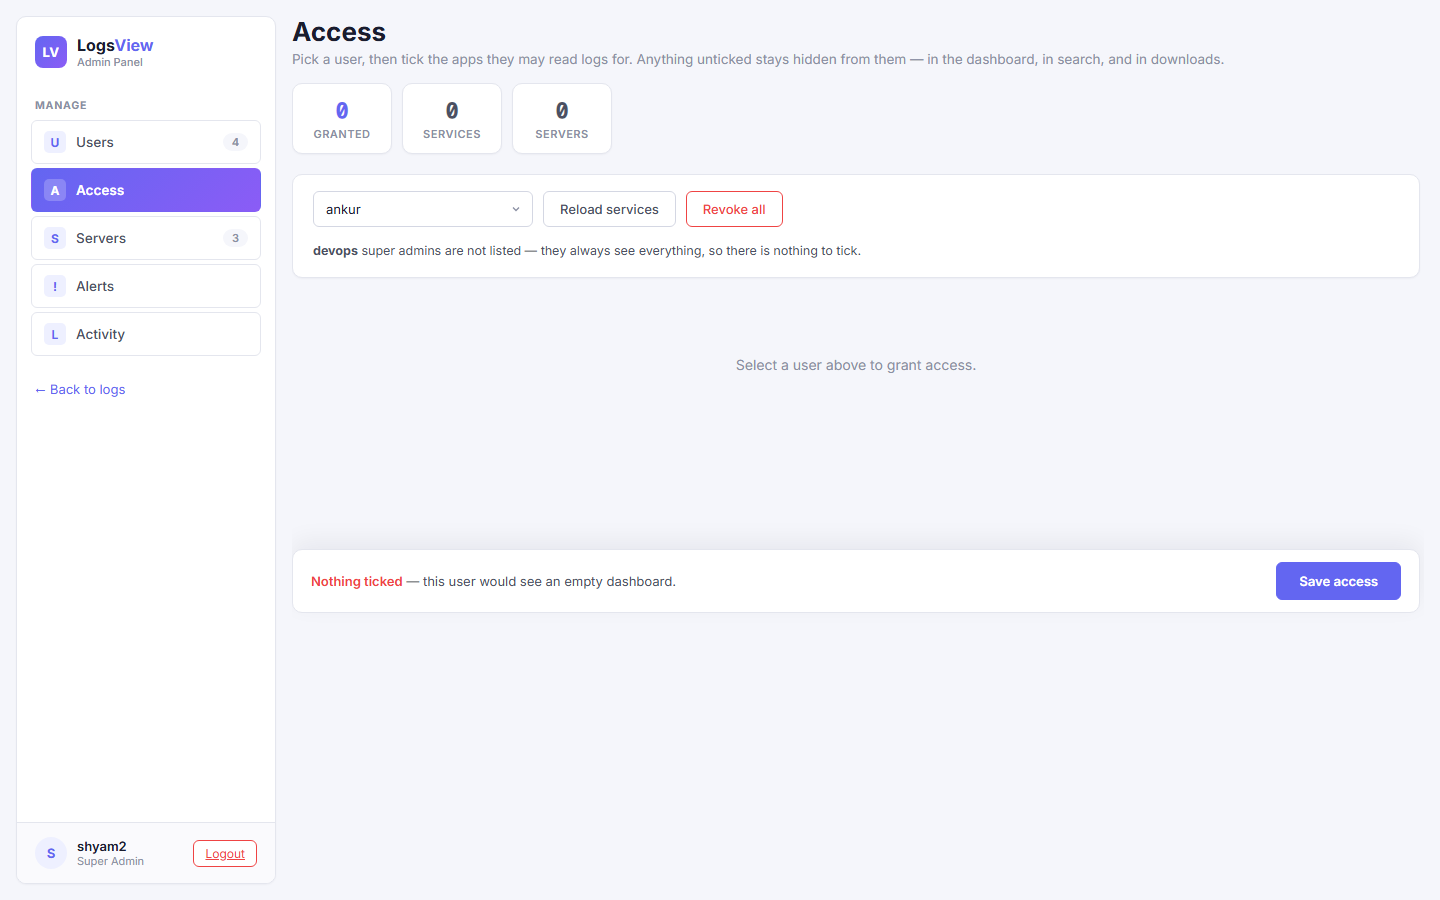 LV
LogsView
Admin Panel
MANAGE
U Users 4
A Access
S Servers 3
! Alerts
L Activity
← Back to logs
S
shyam2
Super Admin
Logout
Access
Pick a user, then tick the apps they may read logs for. Anything unticked stays hidden from them — in the dashboard, in search, and in downloads.
0 0 0
GRANTED SERVICES SERVERS
ankur Reload services Revoke all
devops super admins are not listed — they always see everything, so there is nothing to tick.
Select a user above to grant access.
Nothing ticked — this user would see an empty dashboard. Save access